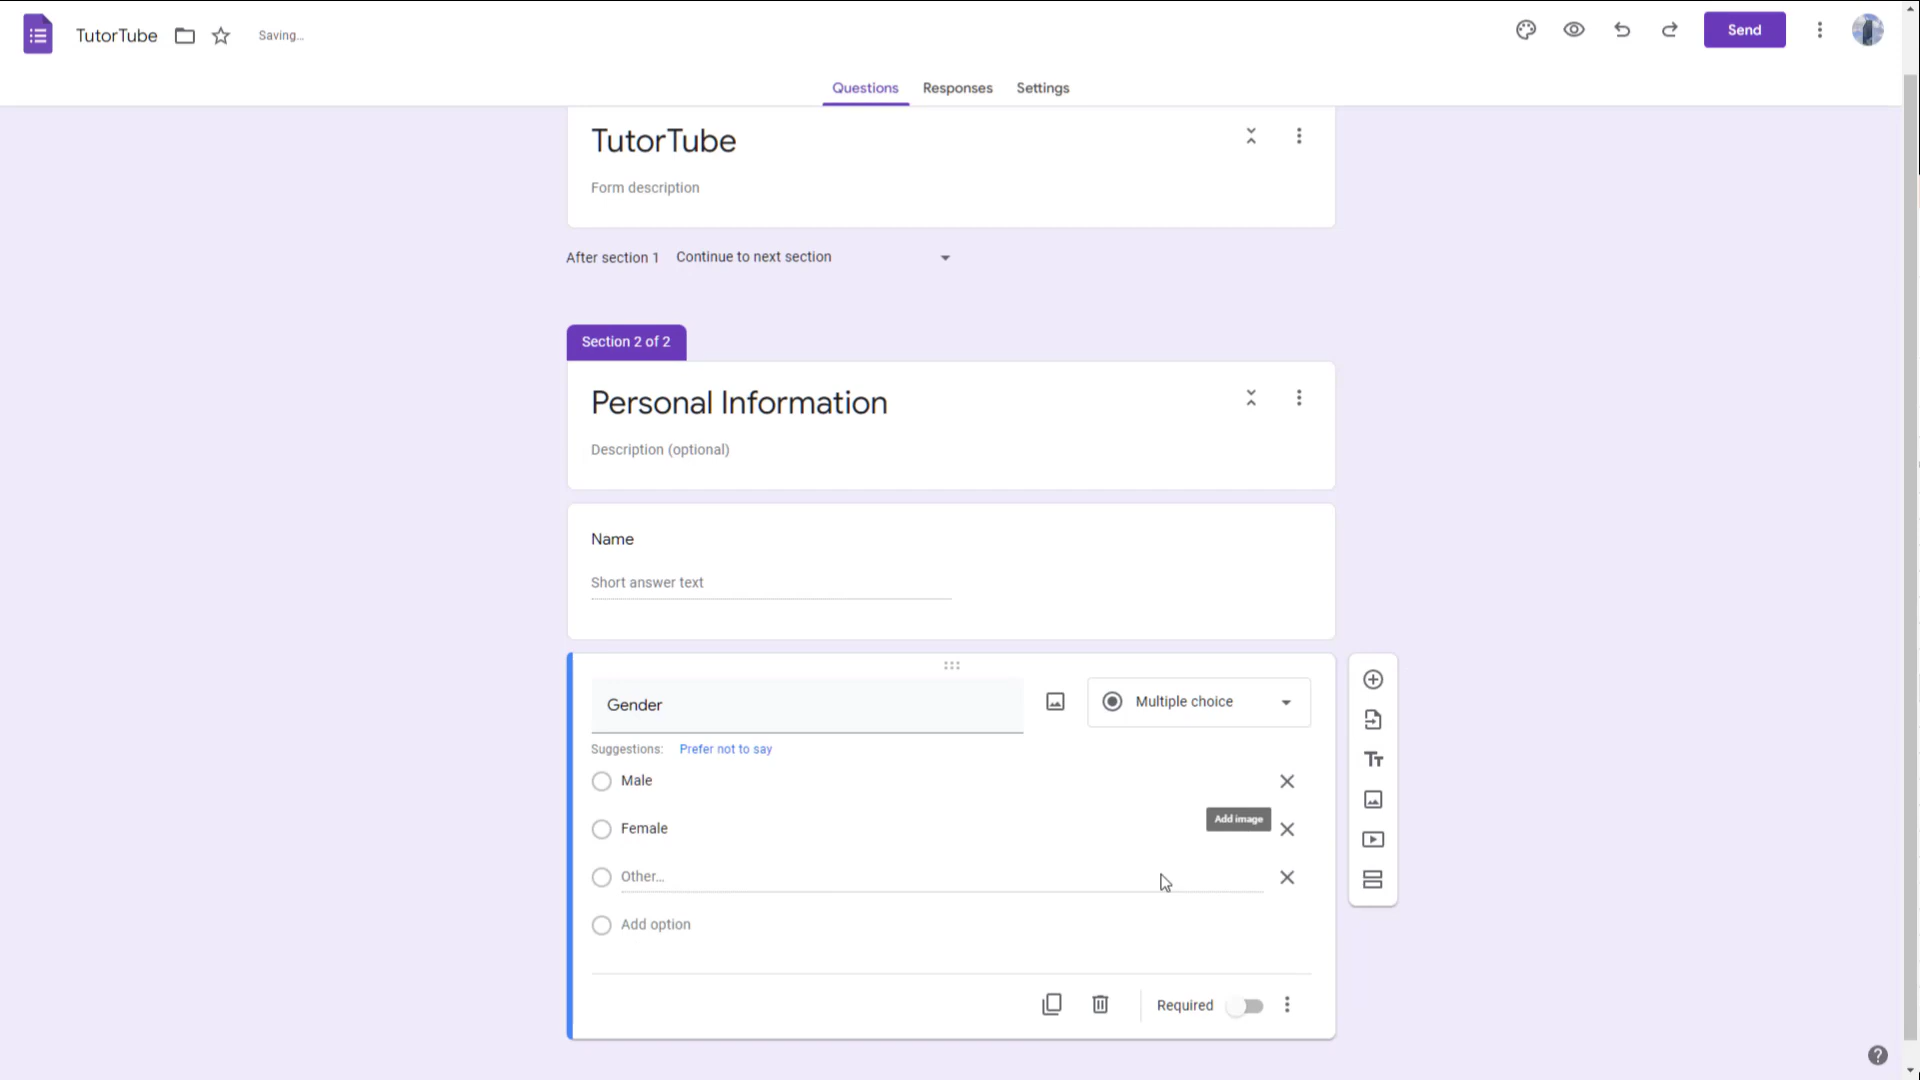 TutorTube
Saving...
Send
Questions
Responses
Settings
TutorTube
Form description
After section 1
Continue to next section
Section 2 of 2
Personal Information
Description (optional)
Name
Short answer text
Gender
Multiple choice
Suggestions:
Prefer not to say
Male
Add image
Female
Other...
Add option
Required